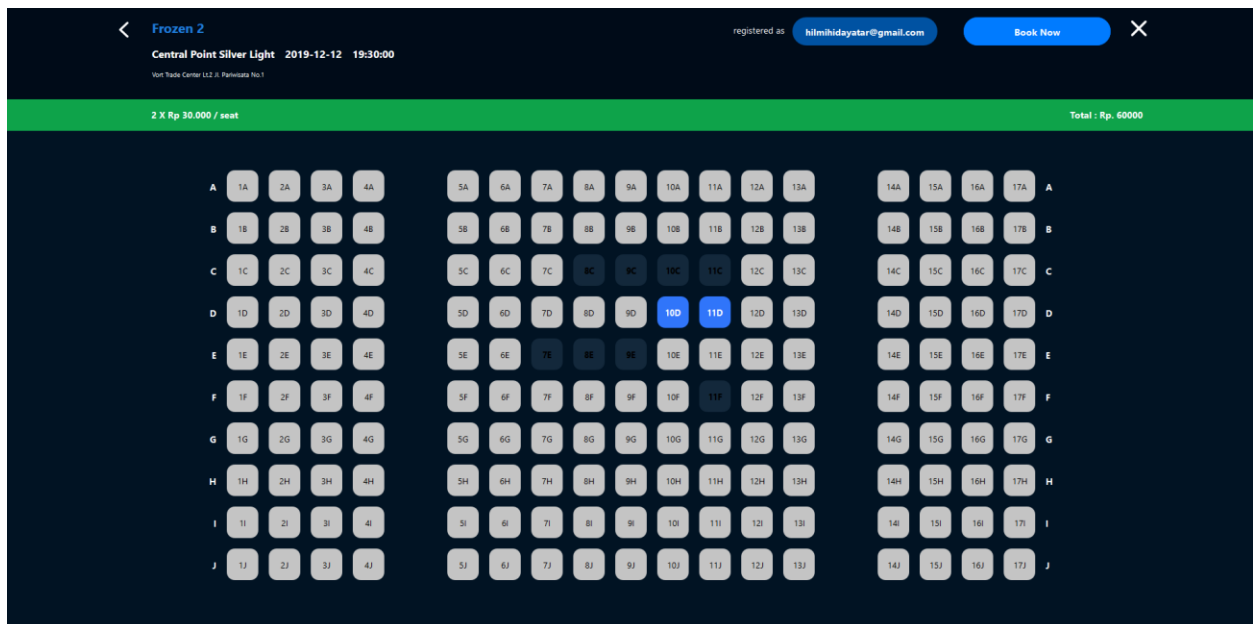 Frozen 2
registered as hilmihidayatar@gmail.com Book Now
Central Point Silver Light 2019-12-12 19:30:00
Vort Trade Center Lt.2 Jl. Pariwisata No.1
2 X Rp 30.000 / seat Total : Rp. 60000
A 1A 2A 3A 4A 5A 6A 7A 8A 9A 10A 11A 12A 13A 14A 15A 16A 17A A
B 1B 2B 3B 4B 5B 6B 7B 8B 9B 10B 11B 12B 13B 14B 15B 16B 17B B
C 1C 2C 3C 4C 5C 6C 7C 8C 9C 10C 11C 12C 13C 14C 15C 16C 17C C
D 1D 2D 3D 4D 5D 6D 7D 8D 9D 10D 11D 12D 13D 14D 15D 16D 17D D
E 1E 2E 3E 4E 5E 6E 7E 8E 9E 10E 11E 12E 13E 14E 15E 16E 17E E
F 1F 2F 3F 4F 5F 6F 7F 8F 9F 10F 11F 12F 13F 14F 15F 16F 17F F
G 1G 2G 3G 4G 5G 6G 7G 8G 9G 10G 11G 12G 13G 14G 15G 16G 17G G
H 1H 2H 3H 4H 5H 6H 7H 8H 9H 10H 11H 12H 13H 14H 15H 16H 17H H
I 1I 2I 3I 4I 5I 6I 7I 8I 9I 10I 11I 12I 13I 14I 15I 16I 17I I
J 1J 2J 3J 4J 5J 6J 7J 8J 9J 10J 11J 12J 13J 14J 15J 16J 17J J